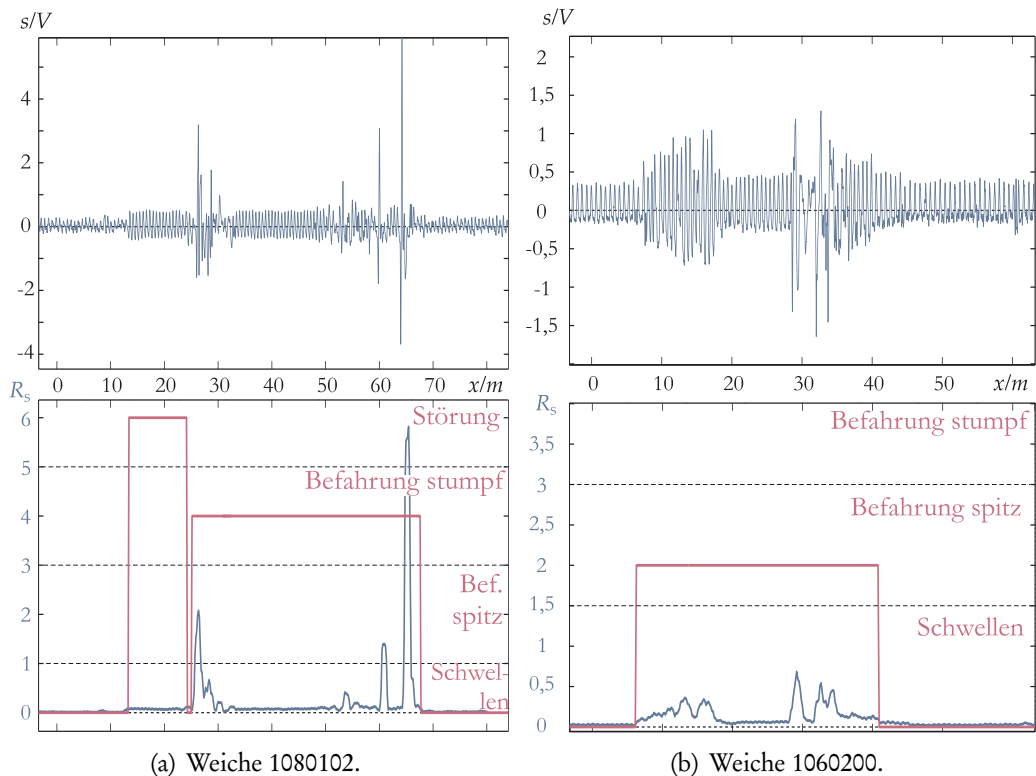 s/V
4
2
0
-2
-4
0 10 20 30 40 50 60 70 x/m
R_s
6
5
4
3
2
1
0
Störung
Befahrung stumpf
Bef.
spitz
Schwel-
len
(a) Weiche 1080102.
s/V
2
1,5
1
0,5
0
-0,5
-1
-1,5
0 10 20 30 40 50 x/m
R_s
3,5
3
2,5
2
1,5
1
0,5
0
Befahrung stumpf
Befahrung spitz
Schwellen
(b) Weiche 1060200.